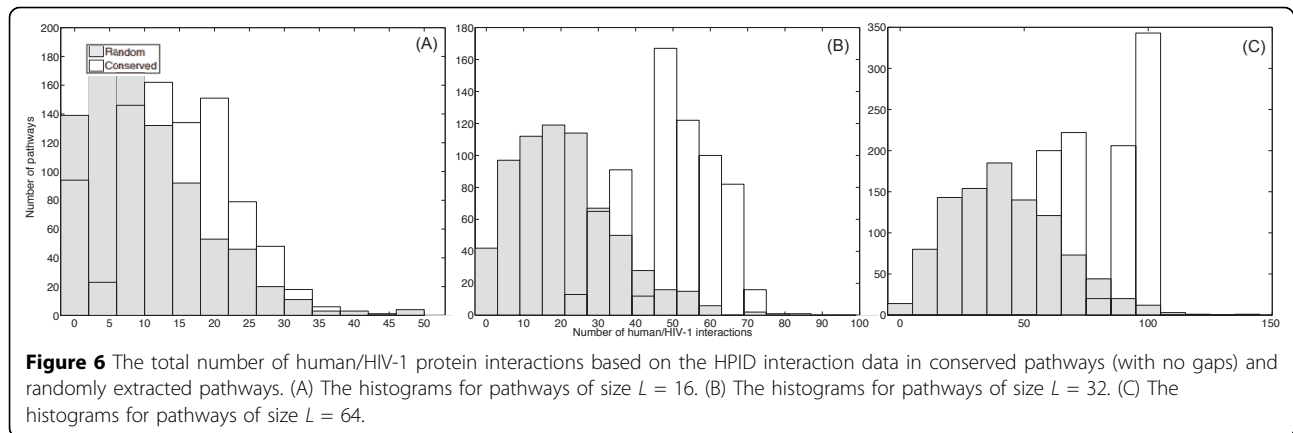 (A)
(B)
(C)
Random
Conserved
Number of pathways
200
180
160
140
120
100
80
60
40
20
0
0 5 10 15 20 25 30 35 40 45 50
180
160
140
120
100
80
60
40
20
0
0 10 20 30 40 50 60 70 80 90 100
Number of human/HIV-1 interactions
350
300
250
200
150
100
50
0
0 50 100 150
Figure 6 The total number of human/HIV-1 protein interactions based on the HPID interaction data in conserved pathways (with no gaps) and
randomly extracted pathways. (A) The histograms for pathways of size L = 16. (B) The histograms for pathways of size L = 32. (C) The
histograms for pathways of size L = 64.